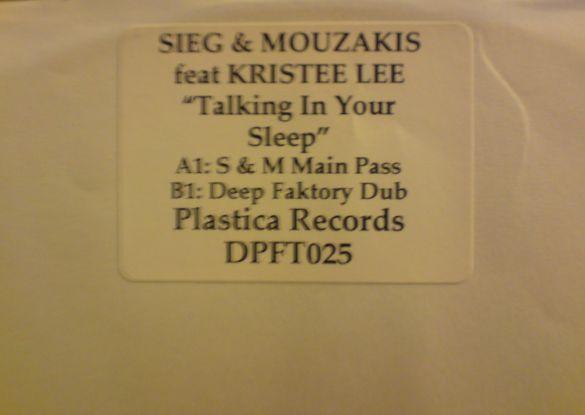 SIEG & MOUZAKIS
feat KRISTEE LEE
“Talking In Your
Sleep”
A1: S & M Main Pass
B1: Deep Faktory Dub
Plastica Records
DPFT025